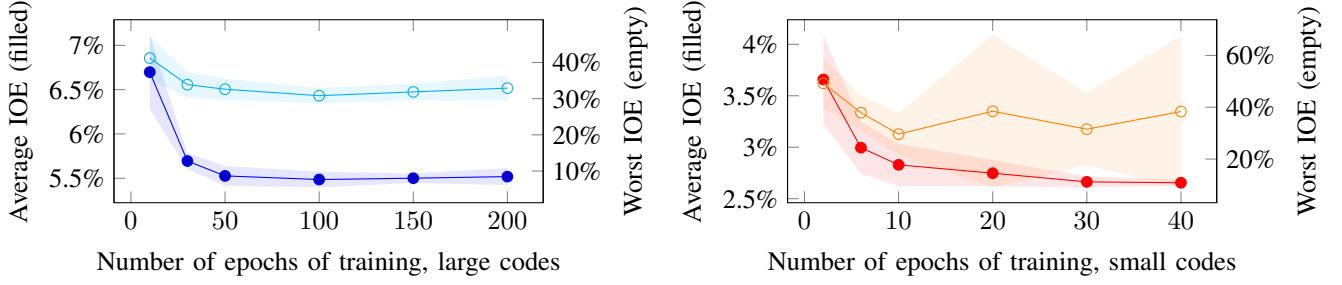 Average IOE (filled)
7%
6.5%
6%
5.5%
40%
30%
20%
10%
Worst IOE (empty)
0 50 100 150 200
Number of epochs of training, large codes
Average IOE (filled)
4%
3.5%
3%
2.5%
60%
40%
20%
Worst IOE (empty)
0 10 20 30 40
Number of epochs of training, small codes